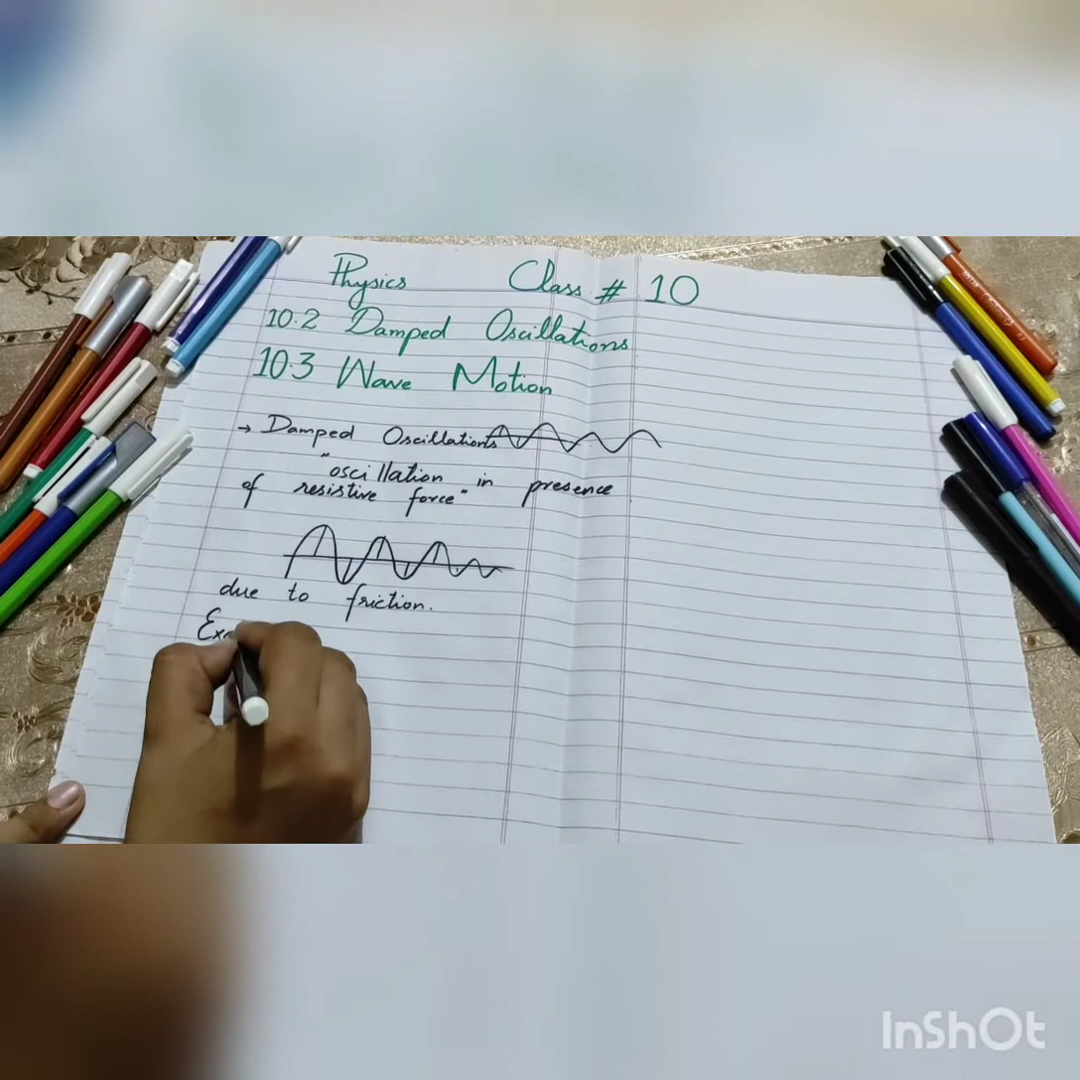 Physics Class # 10
10.2 Damped Oscillations
10.3 Wave Motion
→ Damped Oscillations
"oscillation in presence
of resistive force"
due to friction.
InShOt